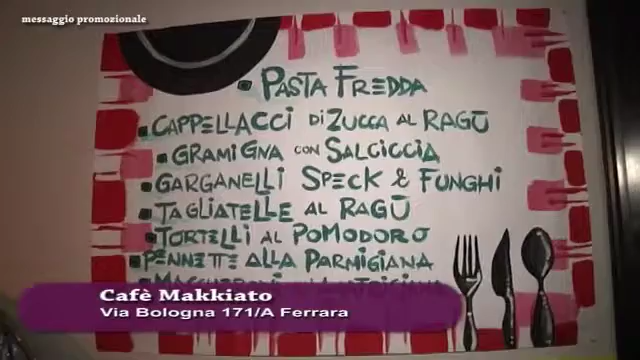 messaggio promozionale
PASTA FREDDA
CAPPELLACCI DI ZUCCA AL RAGÙ
GRAMIGNA CON SALCICCIA
GARGANELLI SPECK & FUNGHI
TAGLIATELLE AL RAGÙ
TORTELLI AL POMODORO
PENNETTE ALLA PARMIGIANA
Cafè Makkiato
Via Bologna 171/A Ferrara